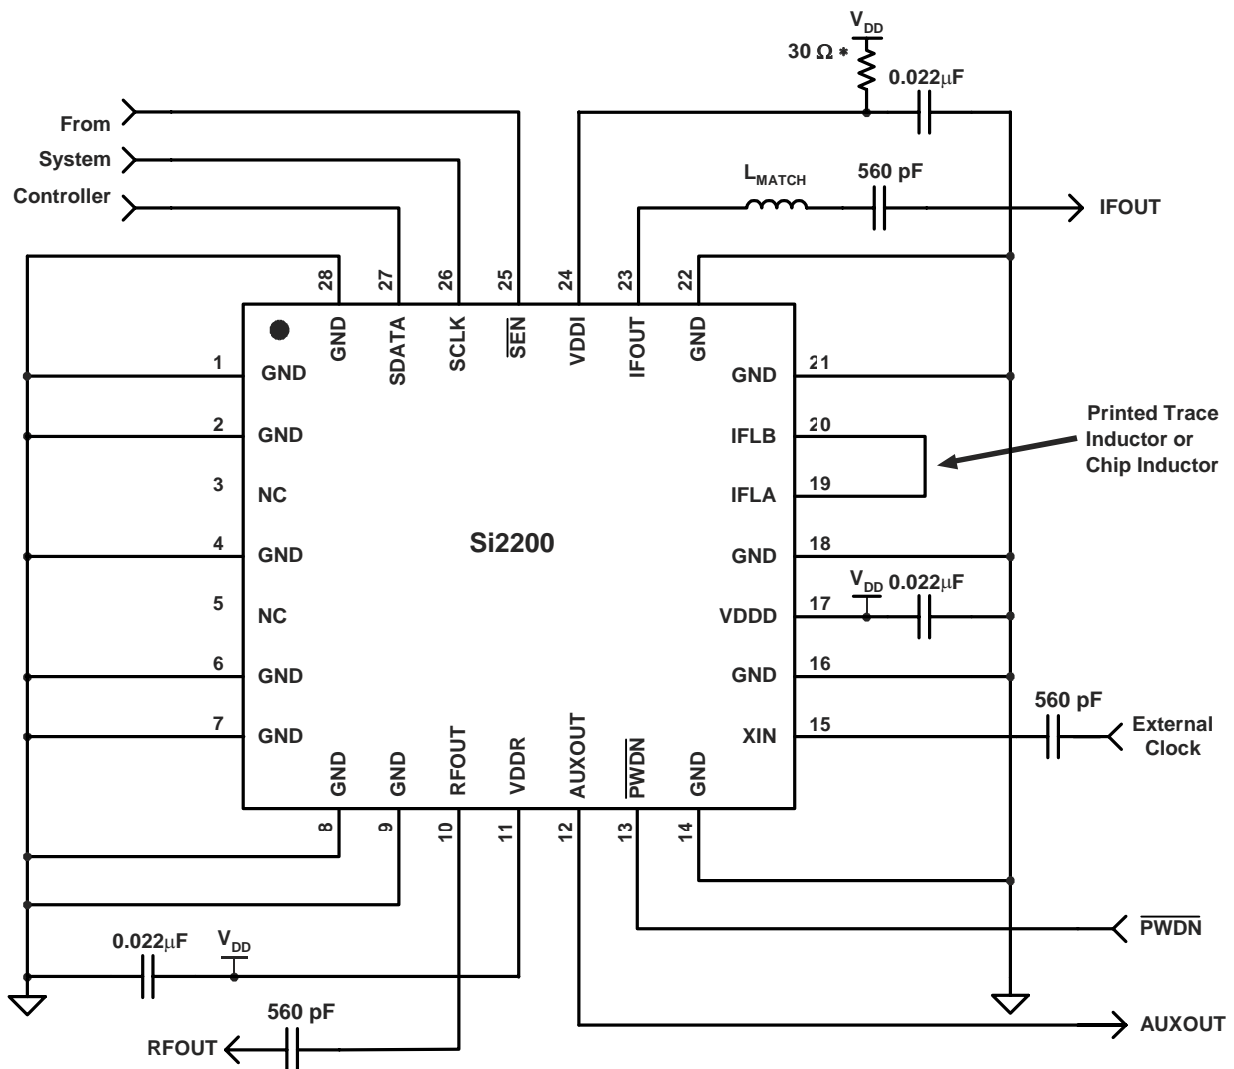 V_DD
30 Ω *
0.022μF
From
System
Controller
L_MATCH
560 pF
IFOUT
28
27
26
25
24
23
22
GND
SDATA
SCLK
S̅E̅N̅
VDDI
IFOUT
GND
1
GND
2
GND
3
NC
4
GND
5
NC
6
GND
7
GND
Si2200
21
GND
20
IFLB
19
IFLA
18
GND
17
VDDD
16
GND
15
XIN
Printed Trace
Inductor or
Chip Inductor
V_DD
0.022μF
560 pF
External
Clock
GND
GND
RFOUT
VDDR
AUXOUT
P̅W̅D̅N̅
GND
8
9
10
11
12
13
14
P̅W̅D̅N̅
0.022μF
V_DD
560 pF
RFOUT
AUXOUT